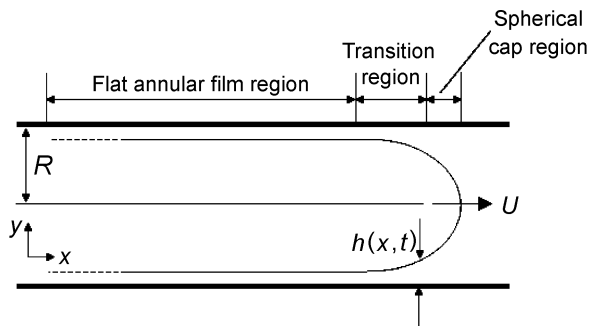 Spherical
cap region
Transition
region
Flat annular film region
R
U
y
x
h(x,t)